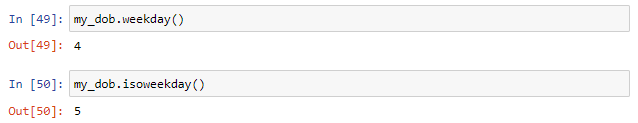 In [49]: my_dob.weekday()
Out[49]: 4
In [50]: my_dob.isoweekday()
Out[50]: 5